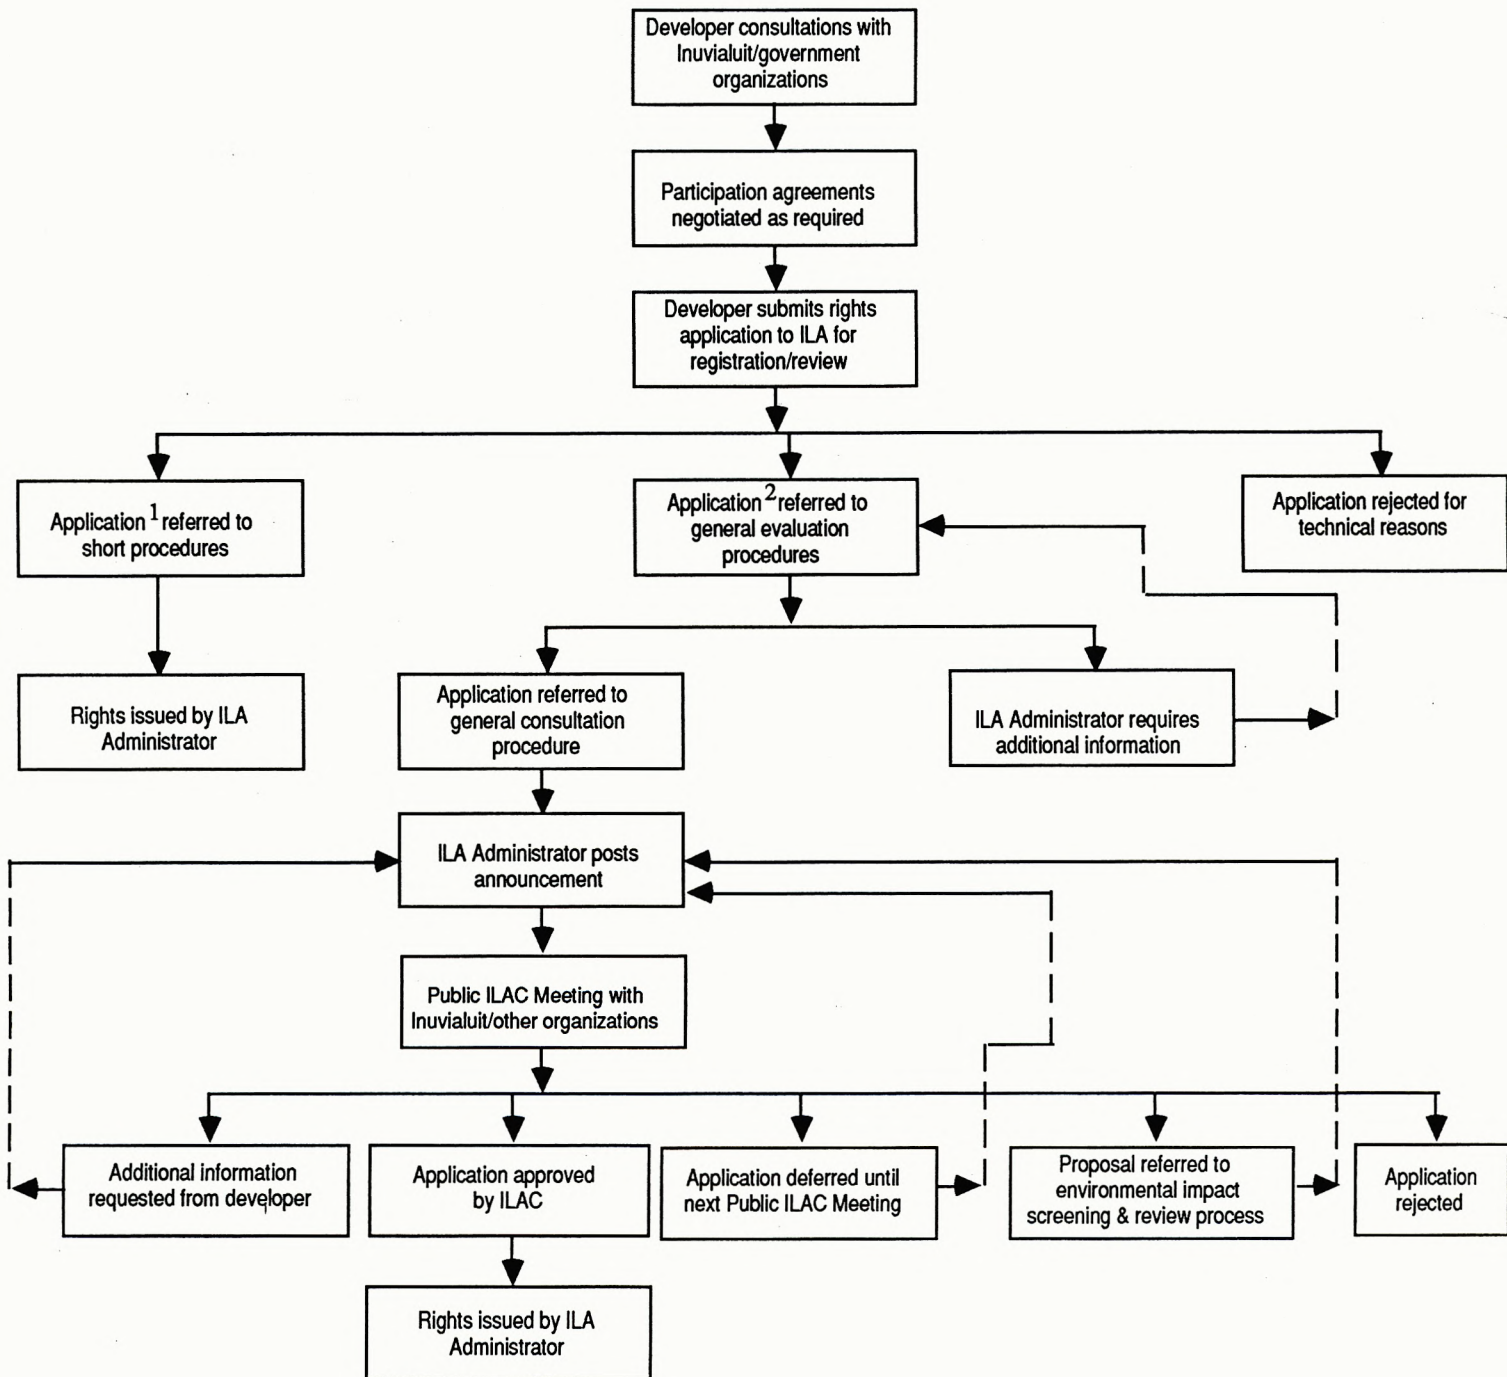 Developer consultations with
Inuvialuit/government
organizations
Participation agreements
negotiated as required
Developer submits rights
application to ILA for
registration/review
Application 1 referred to
short procedures
Application 2 referred to
general evaluation
procedures
Application rejected for
technical reasons
Rights issued by ILA
Administrator
Application referred to
general consultation
procedure
ILA Administrator requires
additional information
ILA Administrator posts
announcement
Public ILAC Meeting with
Inuvialuit/other organizations
Additional information
requested from developer
Application approved
by ILAC
Application deferred until
next Public ILAC Meeting
Proposal referred to
environmental impact
screening & review process
Application
rejected
Rights issued by ILA
Administrator